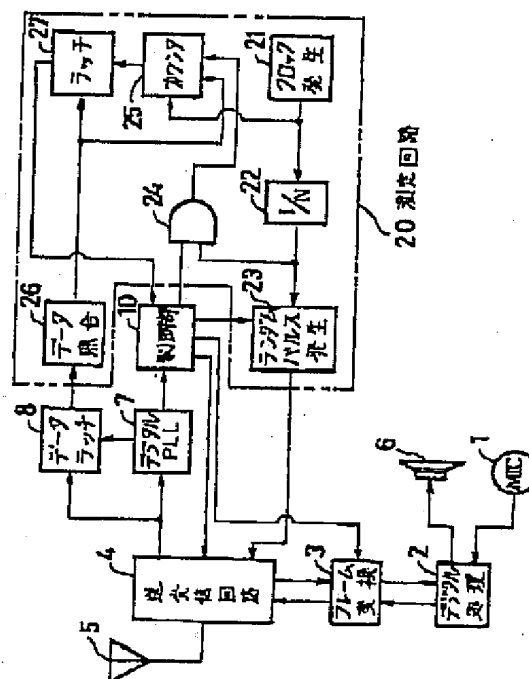 27
ラッチ
カウンタ
25
21
クロック
発生
24
22
1/N
20 測定回路
26
データ
照合
10
制御部
23
ランダム
パルス
発生
8
データ
ラッチ
7
デジタル
PLL
6
1
MIC
4
送受信回路
3
フレーム
変換
2
デジタル
処理
5